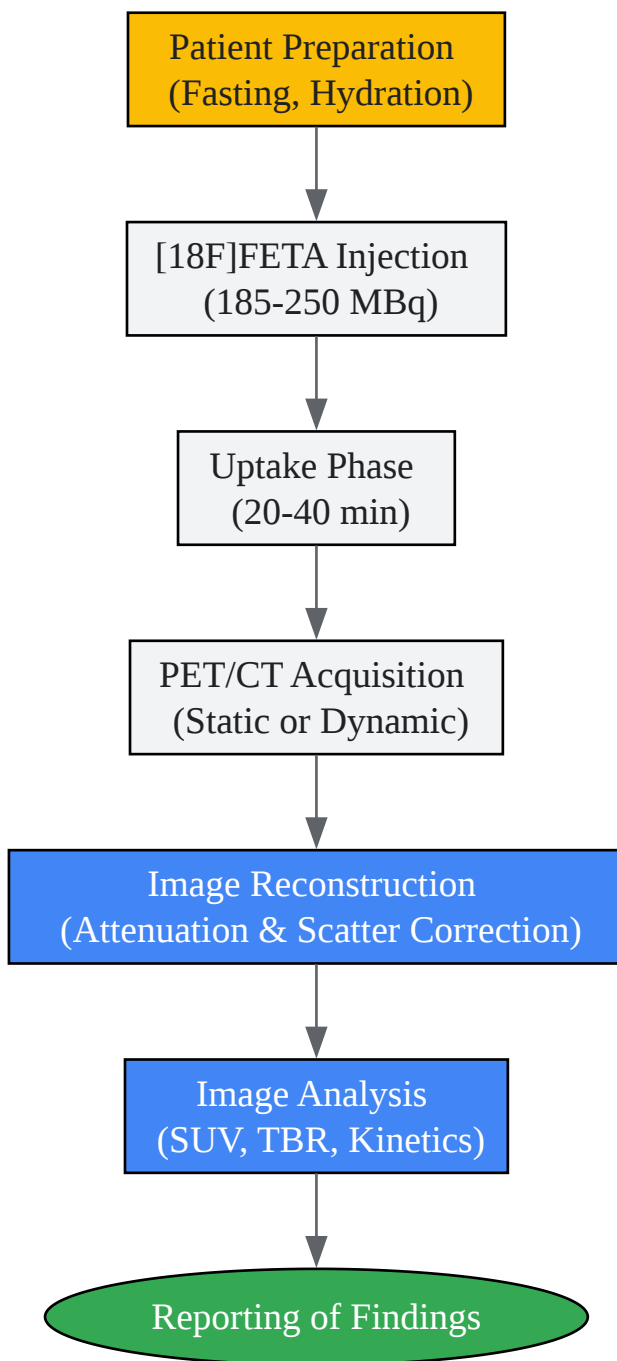 Patient Preparation
(Fasting, Hydration)
[18F]FETA Injection
(185-250 MBq)
Uptake Phase
(20-40 min)
PET/CT Acquisition
(Static or Dynamic)
Image Reconstruction
(Attenuation & Scatter Correction)
Image Analysis
(SUV, TBR, Kinetics)
Reporting of Findings